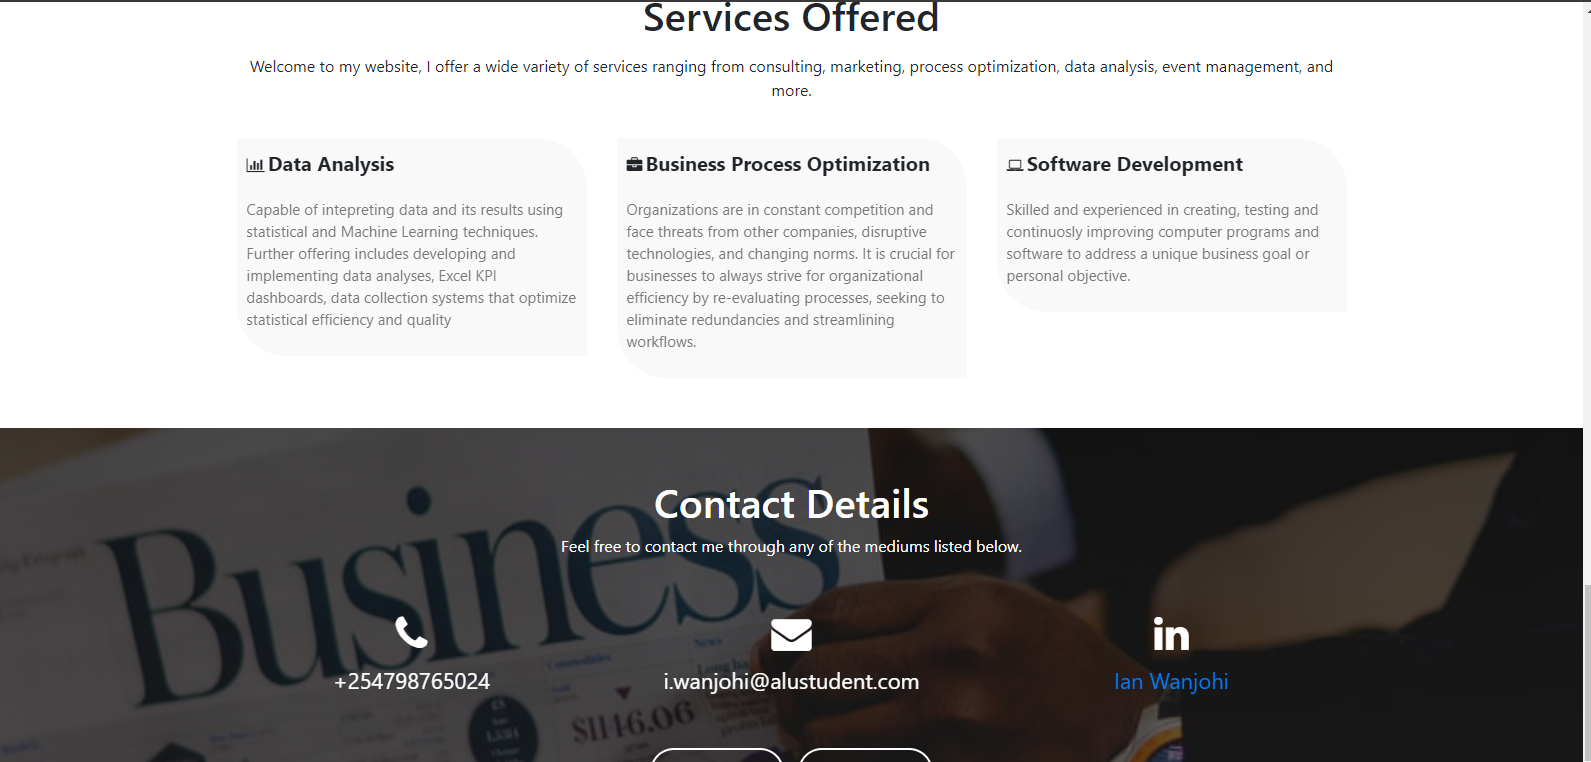 Services Offered
Welcome to my website, I offer a wide variety of services ranging from consulting, marketing, process optimization, data analysis, event management, and
more.
Data Analysis
Capable of intepreting data and its results using
statistical and Machine Learning techniques.
Further offering includes developing and
implementing data analyses, Excel KPI
dashboards, data collection systems that optimize
statistical efficiency and quality
Business Process Optimization
Organizations are in constant competition and
face threats from other companies, disruptive
technologies, and changing norms. It is crucial for
businesses to always strive for organizational
efficiency by re-evaluating processes, seeking to
eliminate redundancies and streamlining
workflows.
Software Development
Skilled and experienced in creating, testing and
continuosly improving computer programs and
software to address a unique business goal or
personal objective.
Business
Contact Details
Feel free to contact me through any of the mediums listed below.
in
+254798765024
i.wanjohi@alustudent.com
Ian Wanjohi
Commodities
News
$1146.06